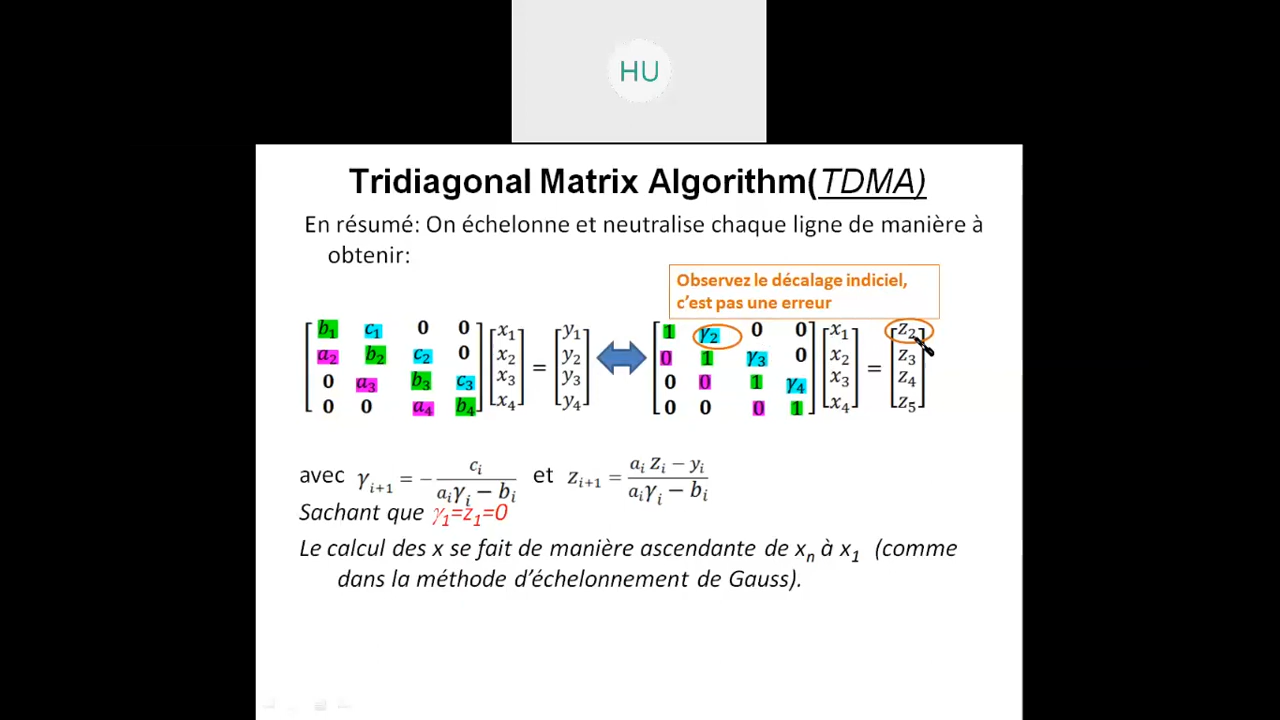 HU
Tridiagonal Matrix Algorithm(TDMA)
En résumé: On échelonne et neutralise chaque ligne de manière à
obtenir:
Observez le décalage indiciel,
c’est pas une erreur
b₁ c₁ 0 0 x₁ y₁ 1 γ₂ 0 0 x₁ z₂
a₂ b₂ c₂ 0 x₂ = y₂ 0 1 γ₃ 0 x₂ = z₃
0 a₃ b₃ c₃ x₃ y₃ 0 0 1 γ₄ x₃ z₄
0 0 a₄ b₄ x₄ y₄ 0 0 0 1 x₄ z₅
avec γᵢ₊₁ = − cᵢ / (aᵢγᵢ − bᵢ) et zᵢ₊₁ = (aᵢ zᵢ − yᵢ) / (aᵢγᵢ − bᵢ)
Sachant que γ₁=z₁=0
Le calcul des x se fait de manière ascendante de xₙ à x₁ (comme
dans la méthode d’échelonnement de Gauss).